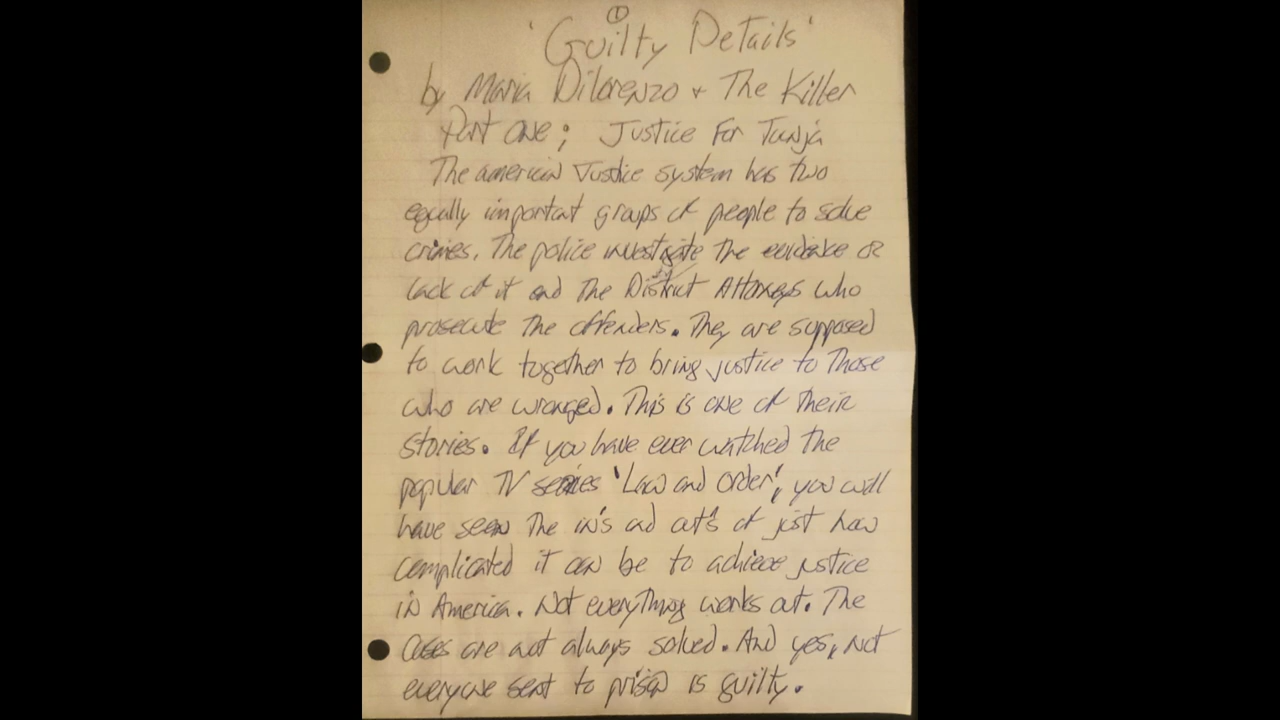 ①
'Guilty Details'
by Maria Dilorenzo + The Killer
Part one; Justice For Tanja
The american Justice system has two
equally important groups of people to solve
crimes. The police investigate the evidence or
lack of it and The District Attorneys who
prosecute The offenders. They are supposed
to work together to bring justice to Those
who are wronged. This is one of Their
stories. If you have ever watched the
popular TV series 'Law and Order', you will
have seen The in's and out's of just how
complicated it can be to achieve justice
in America. Not everything works out. The
cases are not always solved. And yes, Not
everyone sent to prison is guilty.